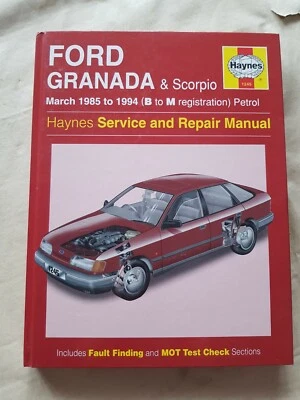 FORD
GRANADA & Scorpio
Haynes
March 1985 to 1994 (B to M registration) Petrol
Haynes Service and Repair Manual
Includes Fault Finding and MOT Test Check Sections